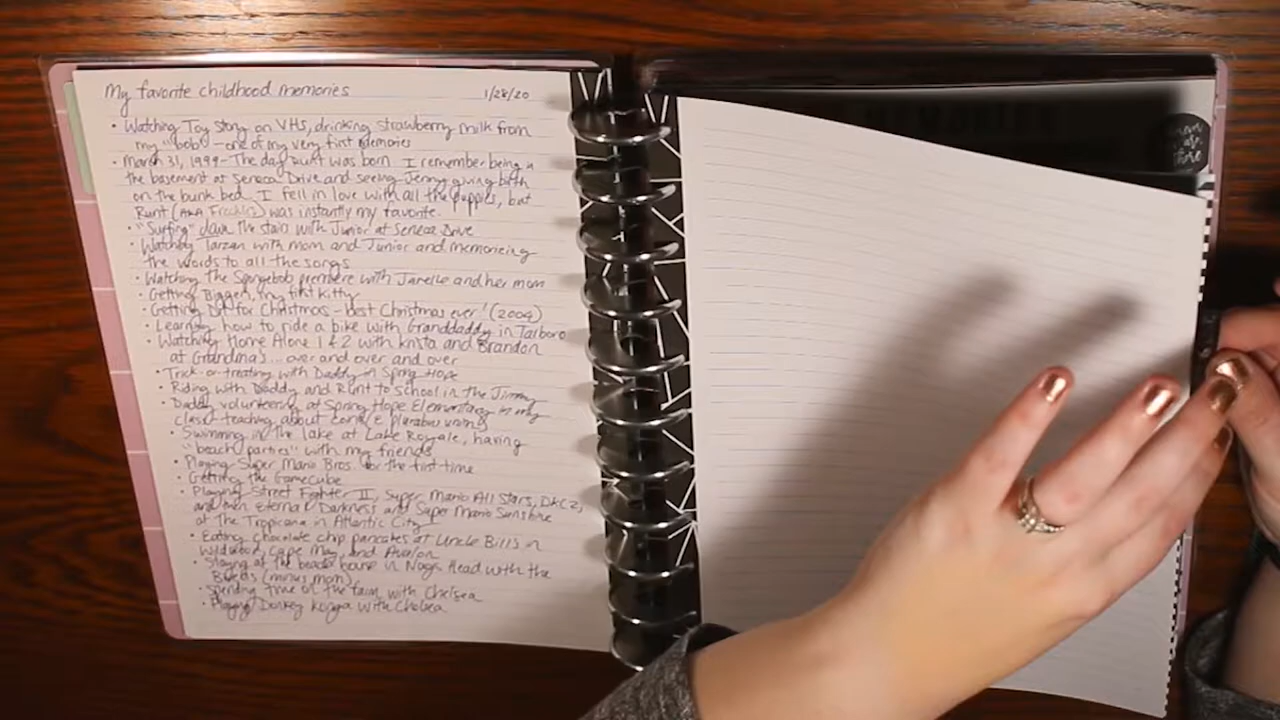 My favorite childhood memories 1/28/20
• Watching Toy Story on VHS, drinking strawberry milk from
my "bob" - one of my very first memories
• March 31, 1999 - The day Runt was born. I remember being in
the basement at Seneca Drive and seeing Jenny giving birth
on the bunk bed. I fell in love with all the puppies, but
Runt (AKA Freckles) was instantly my favorite.
• "Surfing" down the stairs with Junior at Seneca Drive
• Watching Tarzan with mom and Junior and memorizing
the words to all the songs
• Watching the Spongebob premiere with Janelle and her mom
• Getting Bigger, my first kitty
• Getting for Christmas - best Christmas ever! (2004)
• Learning how to ride a bike with Granddaddy in Tarboro
• Watching Home Alone 1 & 2 with Krista and Brandon
at Grandma's... over and over and over
• Trick-or-treating with Daddy in Spring Hope
• Riding with Daddy and Runt to school in the Jimmy
• Daddy volunteering at Spring Hope Elementary in my
class teaching about coins (E pluribus unum)
• Swimming in the lake at Lake Royale, having
"beach parties" with my friends
• Playing Super Mario Bros. for the first time
• Getting the Gamecube
• Playing Street Fighter II, Super Mario All Stars, DKC2,
and even Eternal Darkness and Super Mario Sunshine
at the Tropicana in Atlantic City
• Eating chocolate chip pancakes at Uncle Bill's in
Wildwood, Cape May, and Avalon
• Staying at the beach house in Nags Head with the
(minus mom)
• Spending time on the farm with Chelsea
• Playing Donkey Konga with Chelsea